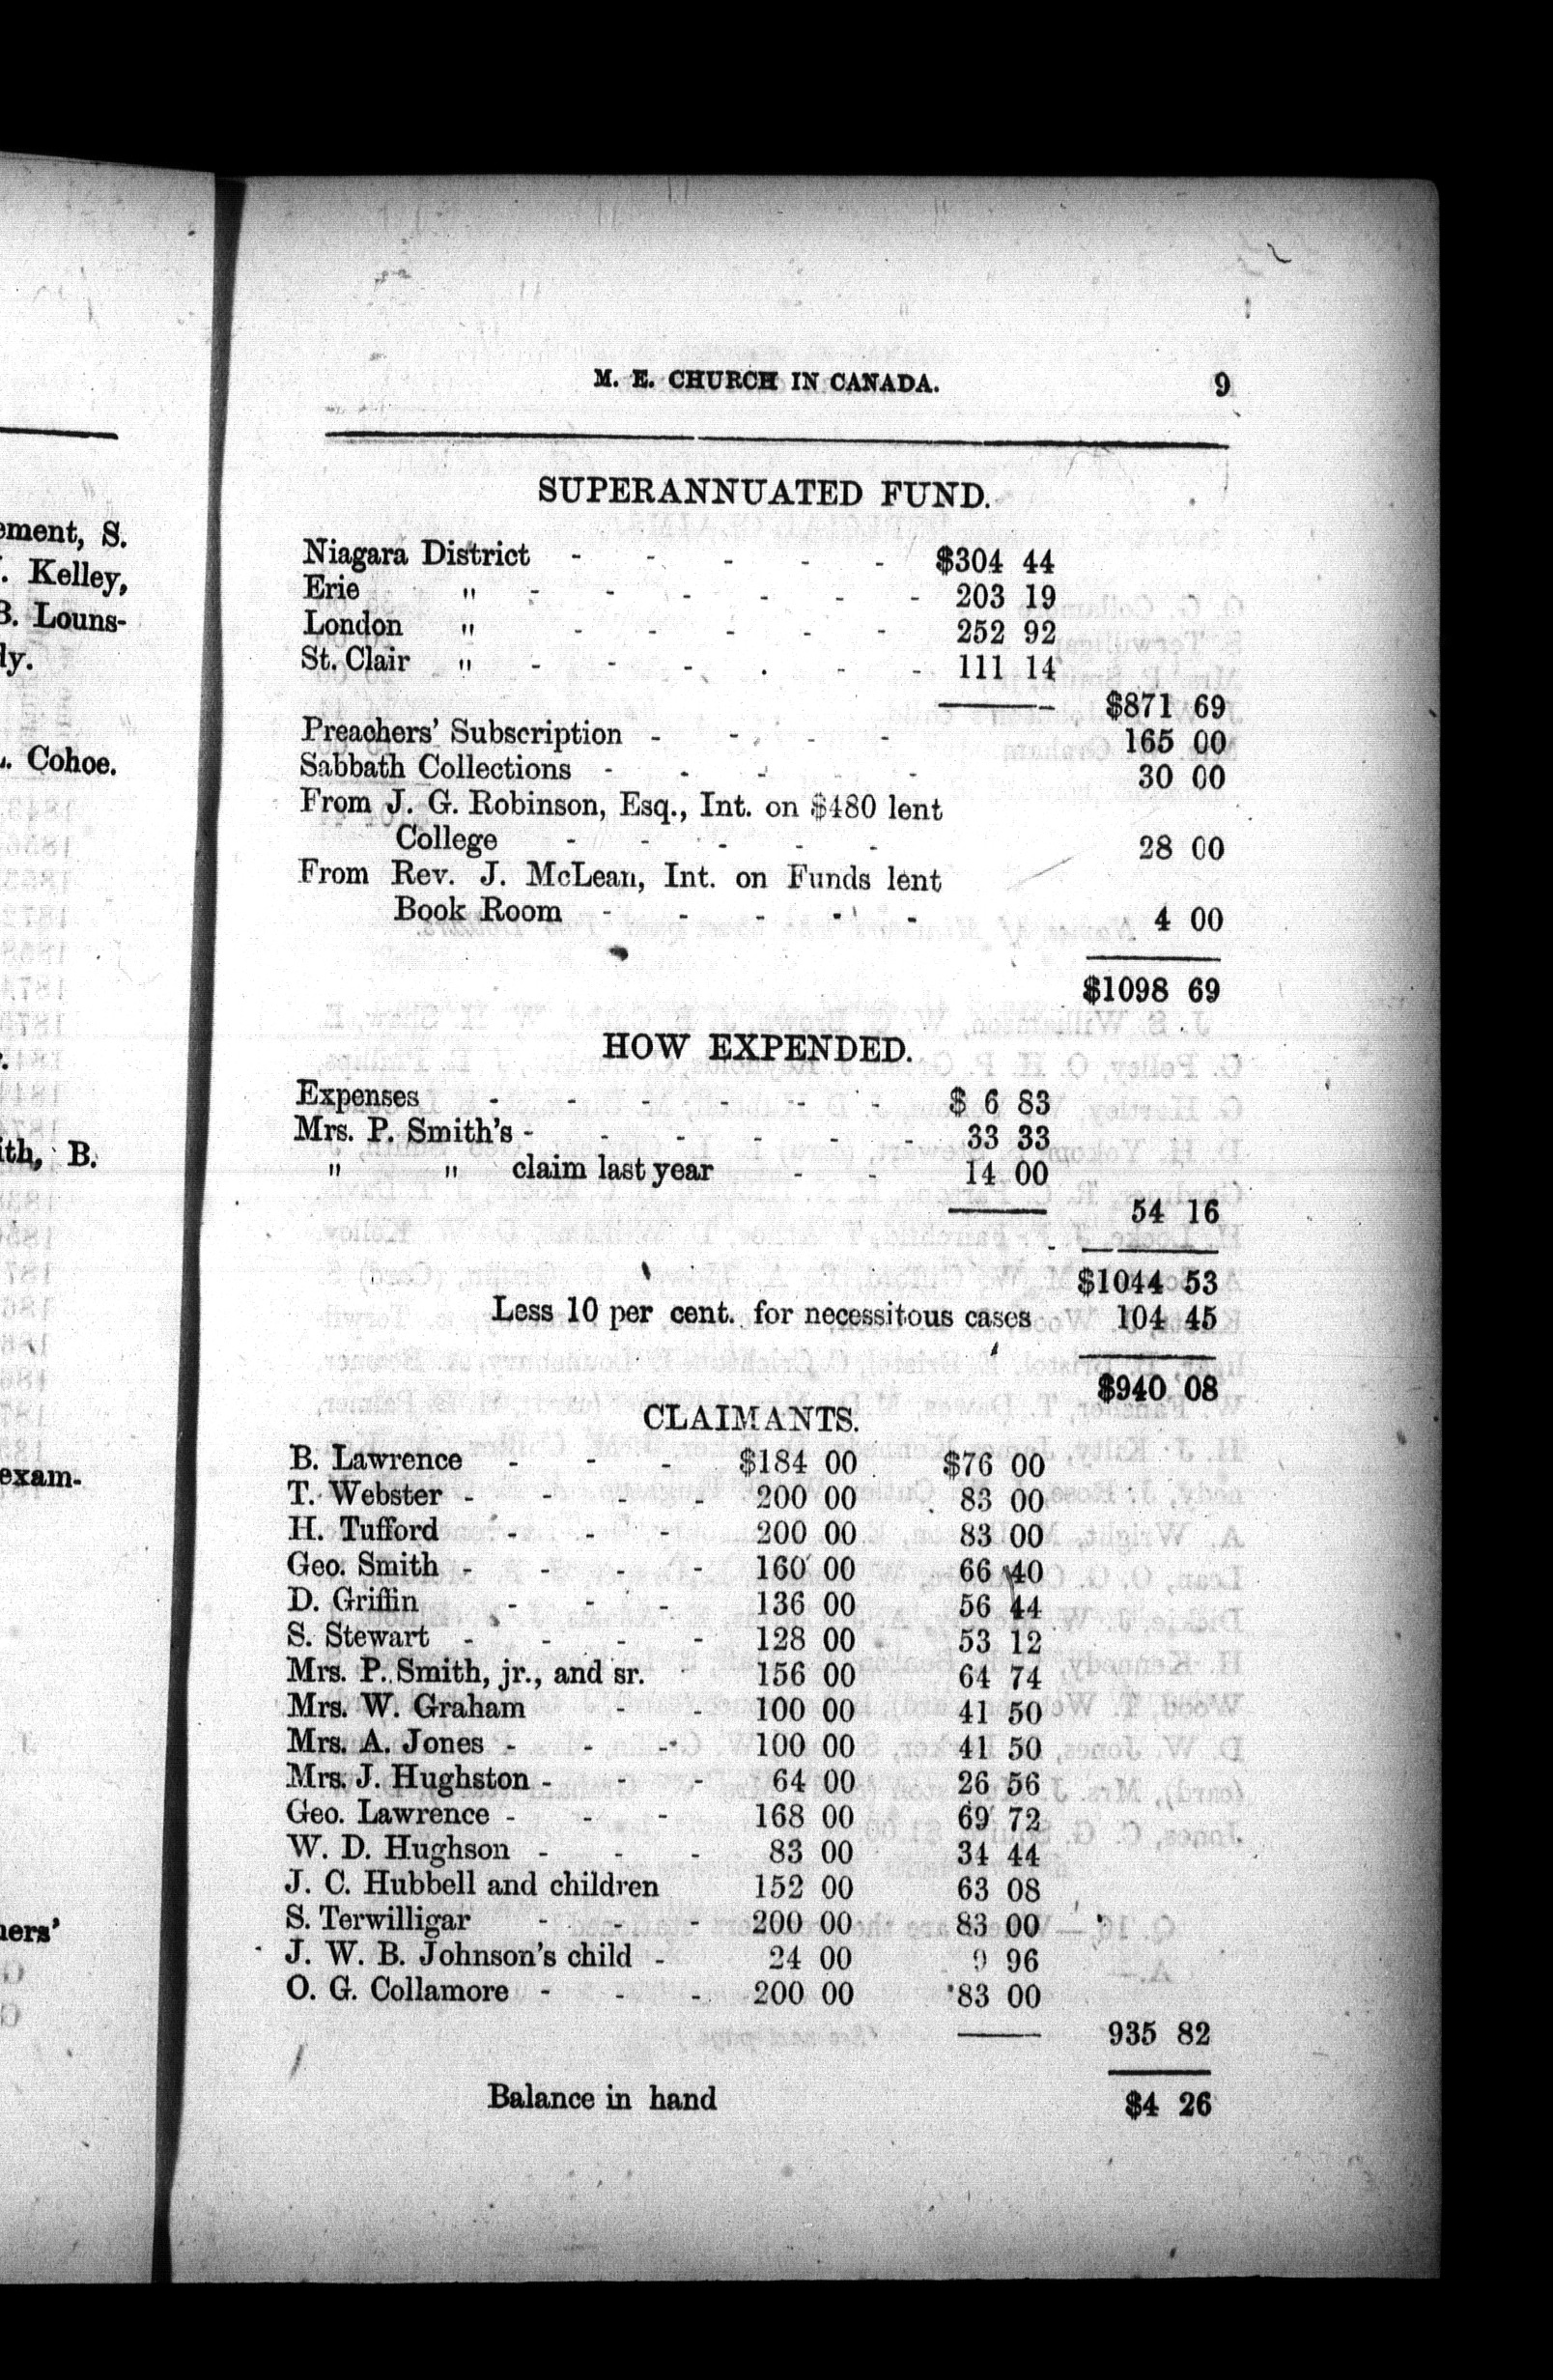 ement, S.
. Kelley,
B. Louns-
ly.
. Cohoe.
ith, B.
exam-
ers'
M. E. CHURCH IN CANADA. 9
SUPERANNUATED FUND.
Niagara District - - - - - $304 44
Erie " - - - - - - 203 19
London " - - - - - 252 92
St. Clair " - - - . - - 111 14
$871 69
Preachers' Subscription - - - - 165 00
Sabbath Collections - - - - 30 00
From J. G. Robinson, Esq., Int. on $480 lent
College - - - - - 28 00
From Rev. J. McLean, Int. on Funds lent
Book Room - - - - - 4 00
$1098 69
HOW EXPENDED.
Expenses - - - - - - $ 6 83
Mrs. P. Smith's - - - - - - 33 33
" " claim last year - - 14 00
54 16
$1044 53
Less 10 per cent. for necessitous cases 104 45
$940 08
CLAIMANTS.
B. Lawrence - - - $184 00 $76 00
T. Webster - - - - 200 00 83 00
H. Tufford - - - 200 00 83 00
Geo. Smith - - - - 160 00 66 40
D. Griffin - - - 136 00 56 44
S. Stewart - - - - 128 00 53 12
Mrs. P. Smith, jr., and sr. - 156 00 64 74
Mrs. W. Graham - - 100 00 41 50
Mrs. A. Jones - - - 100 00 41 50
Mrs. J. Hughston - - - 64 00 26 56
Geo. Lawrence - - - 168 00 69 72
W. D. Hughson - - - 83 00 34 44
J. C. Hubbell and children 152 00 63 08
S. Terwilligar - - - 200 00 83 00
J. W. B. Johnson's child - 24 00 9 96
O. G. Collamore - - - 200 00 83 00
935 82
Balance in hand $4 26